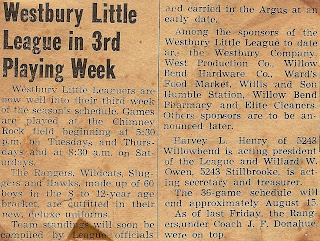 Westbury Little
League in 3rd
Playing Week
Westbury Little Leaguers are
now well into their third week
of the season's schedule. Games
are played at the Chimney
Rock field beginning at 5:30
p.m. on Tuesdays and Thurs-
days and at 8:30 a.m. on Sat-
urdays.
The Rangers, Wildcats, Slug-
gers and Hawks, made up of 60
boys in the 8 to 12-year age
bracket, are outfitted in their
new, deluxe uniforms.
Team standings will soon be
compiled by League officials
and carried in the Argus at an
early date.
Among the sponsors of the
Westbury Little League to date
are the Westbury Company,
West Production Co., Willow
Bend Hardware Co., Ward's
Food Market, Willis and Son
Humble Station, Willow Bend
Pharmacy and Elite Cleaners.
Others sponsors are to be an-
nounced later.
Harvey L. Henry of 5243
Willowbend is acting president
of the League and Willard W.
Owen, 5243 Stillbrooke, is act-
ing secretary and treasurer.
The 36-game schedule will
end approximately August 15.
As of last Friday, the Rang-
ers, under Coach J. F. Donahue
were on top.